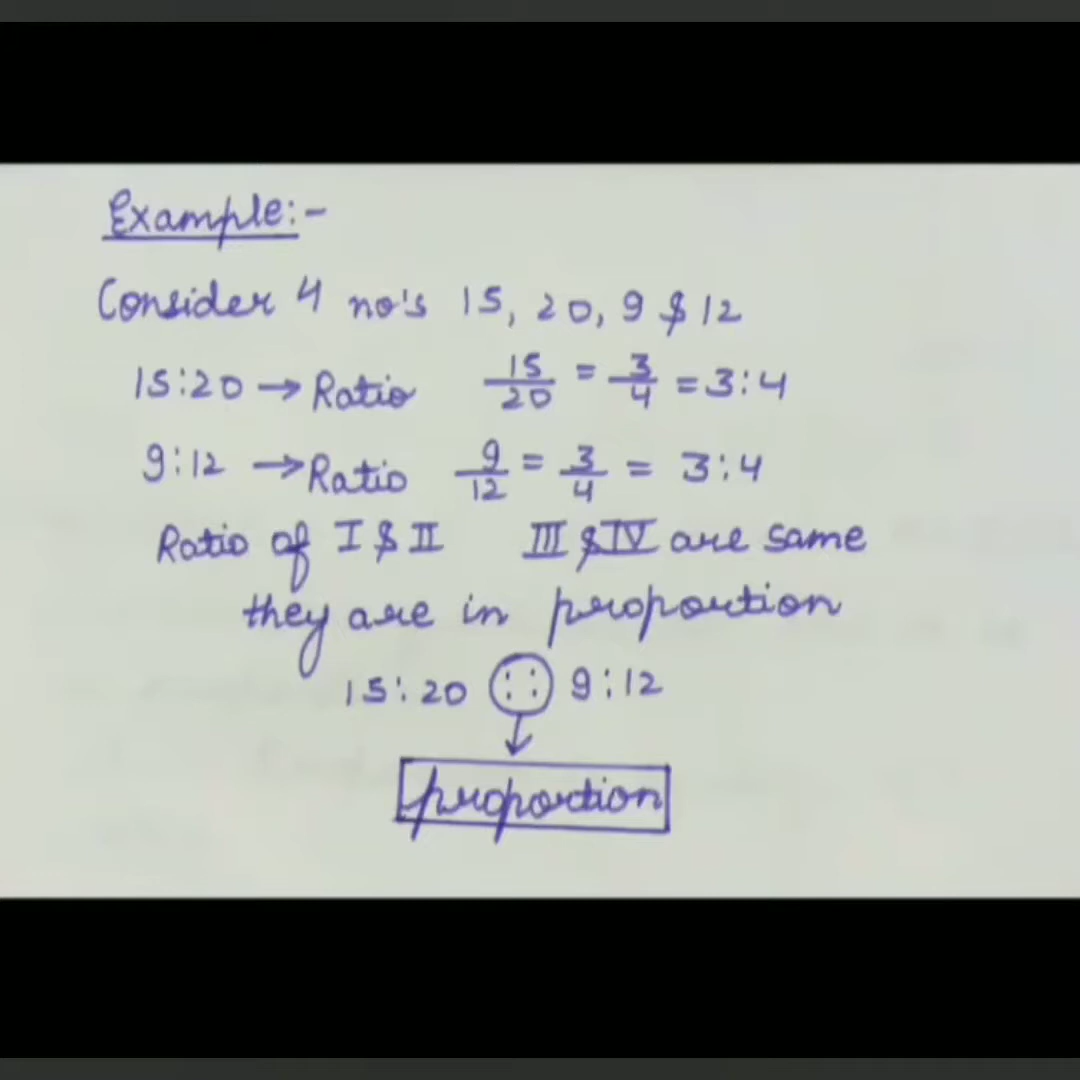 Example:-
Consider 4 no's 15, 20, 9 & 12
15:20 → Ratio 15/20 = 3/4 = 3:4
9:12 → Ratio 9/12 = 3/4 = 3:4
Ratio of I & II III & IV are same
they are in proportion
15:20 :: 9:12
proportion